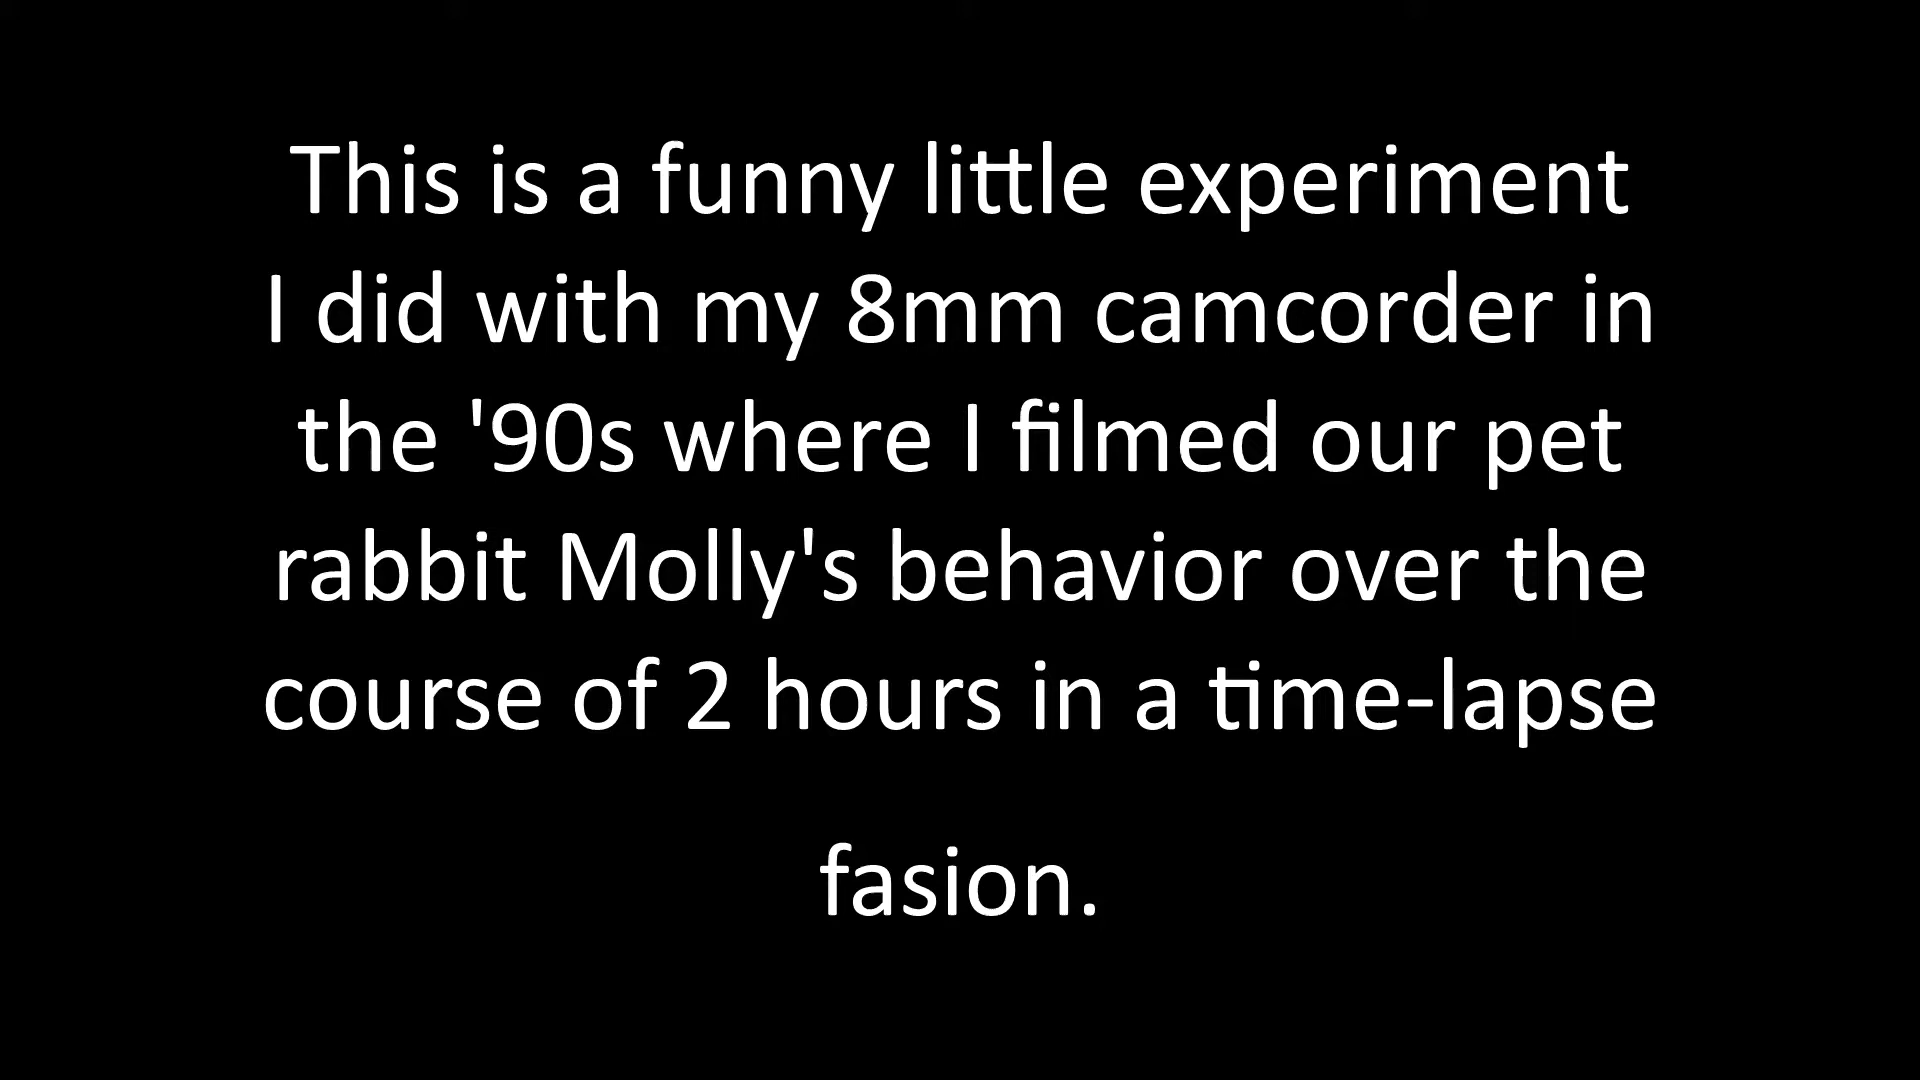 This is a funny little experiment
I did with my 8mm camcorder in
the '90s where I filmed our pet
rabbit Molly's behavior over the
course of 2 hours in a time-lapse
fasion.